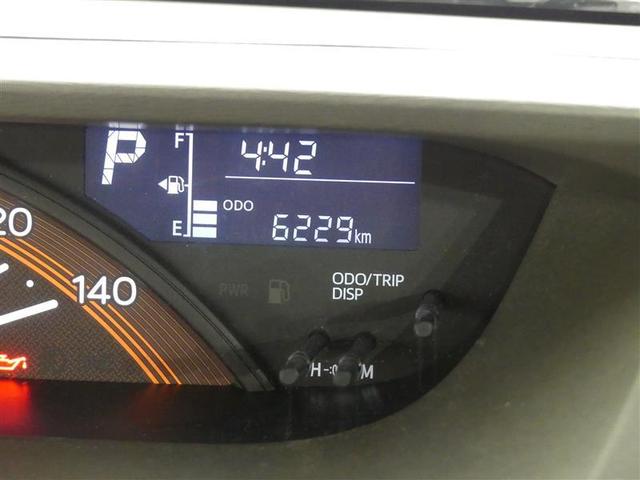 P
F
4:42
E
ODO
6229km
20
140
PWR
ODO/TRIP
DISP
H
M